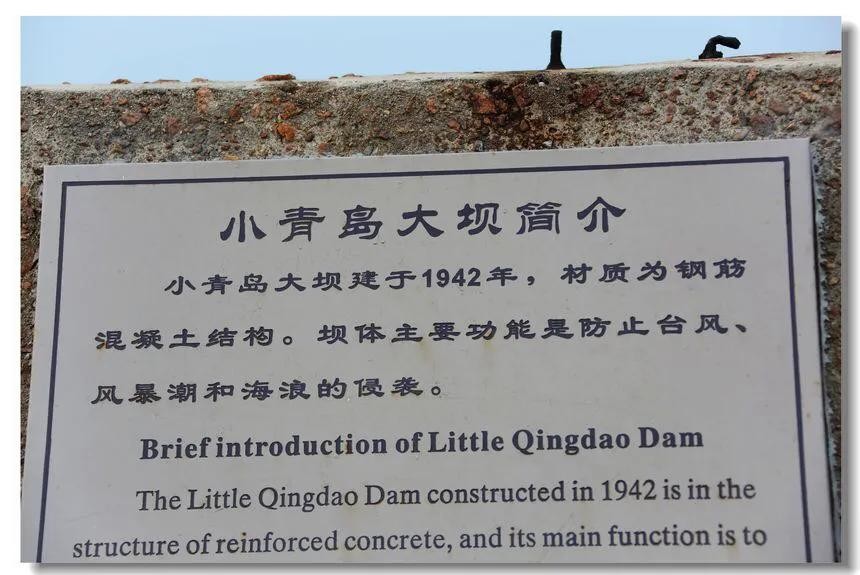 小青岛大坝简介
小青岛大坝建于1942年，材质为钢筋
混凝土结构。坝体主要功能是防止台风、
风暴潮和海浪的侵袭。
Brief introduction of Little Qingdao Dam
The Little Qingdao Dam constructed in 1942 is in the
structure of reinforced concrete, and its main function is to